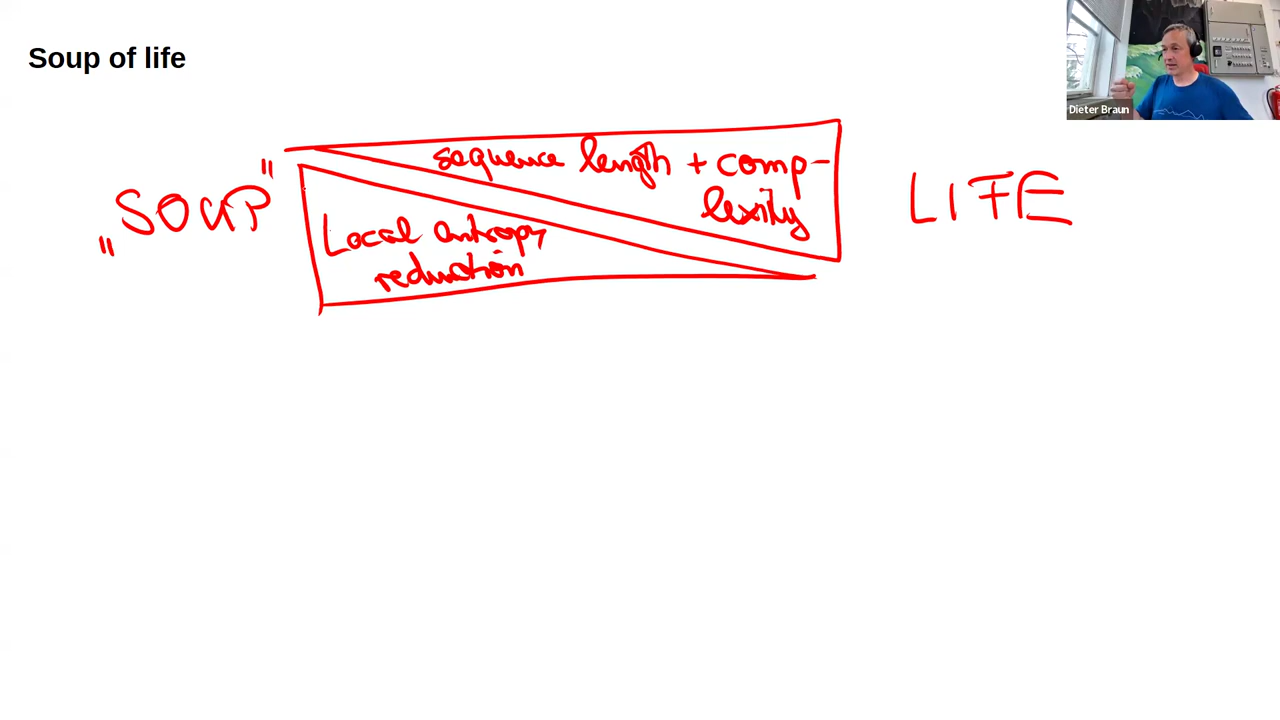 Soup of life
Dieter Braun
„SOUP"
sequence length + comp-
lexity
Local entropy
reduction
LIFE